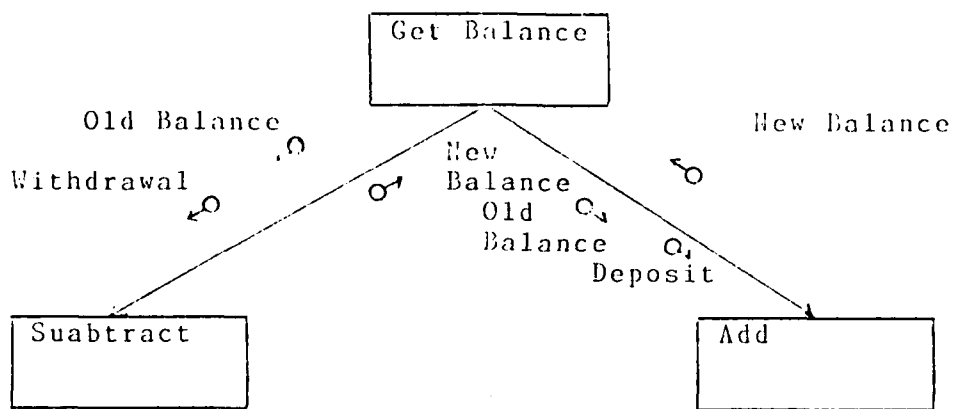 Get Balance
Old Balance
New Balance
Withdrawal
New
Balance
Old
Balance
Deposit
Suabtract
Add